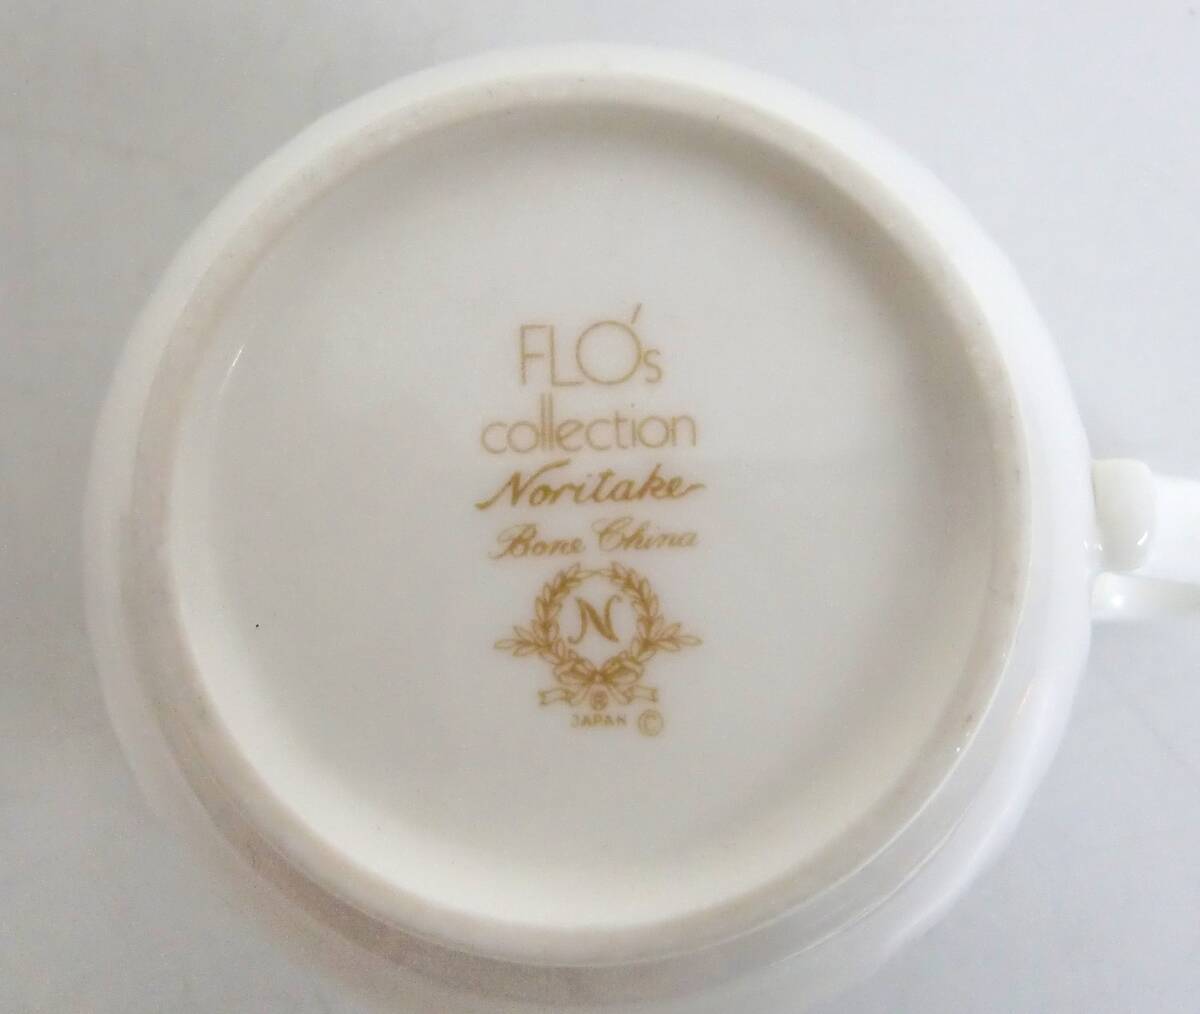 FLO's
collection
Noritake
Bone China
N
®
JAPAN ©